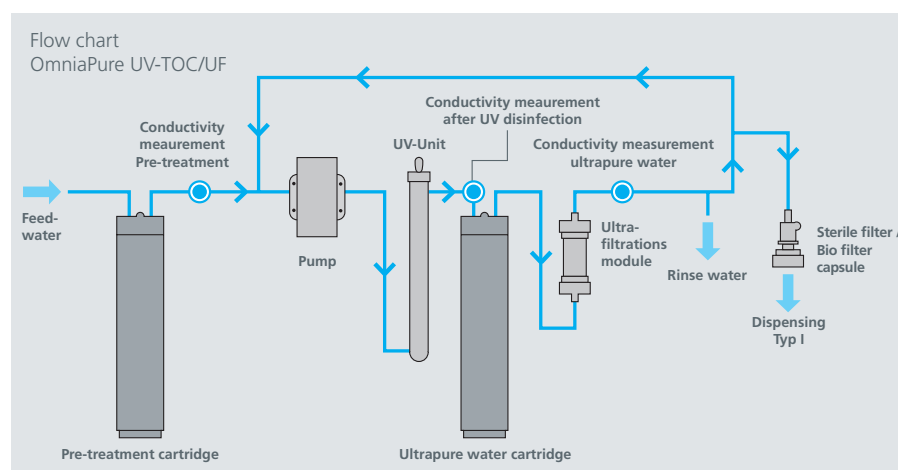 Flow chart
OmniaPure UV-TOC/UF
Conductivity
meaurement
Pre-treatment
Conductivity meaurement
after UV disinfection
UV-Unit
Conductivity measurement
ultrapure water
Feed-
water
Pump
Ultra-
filtrations
module
Rinse water
Sterile filter /
Bio filter
capsule
Dispensing
Typ I
Pre-treatment cartridge
Ultrapure water cartridge